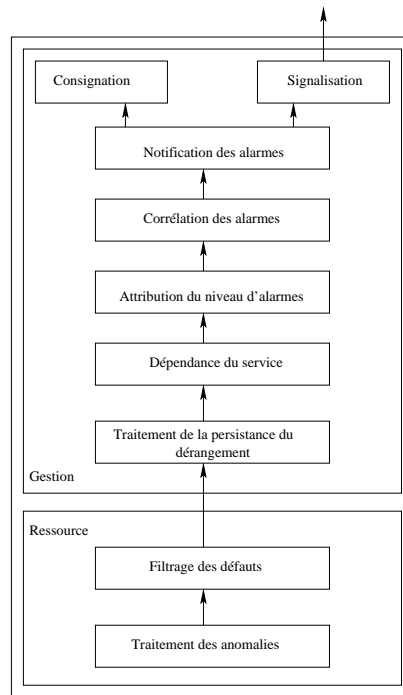 Consignation
Signalisation
Notification des alarmes
Corrélation des alarmes
Attribution du niveau d'alarmes
Dépendance du service
Traitement de la persistance du
dérangement
Gestion
Ressource
Filtrage des défauts
Traitement des anomalies